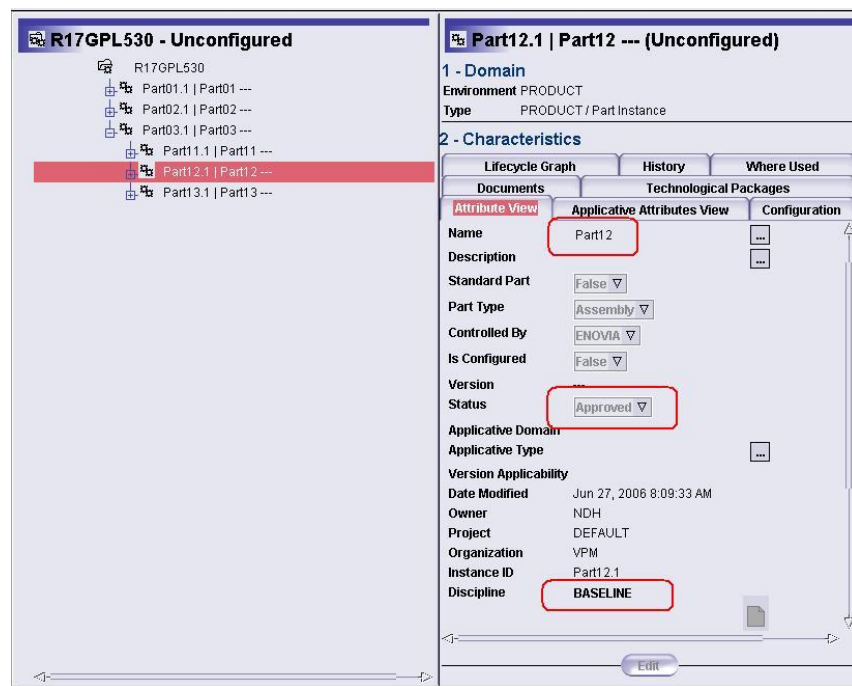 R17GPL530 - Unconfigured
R17GPL530
Part01.1 | Part01 ---
Part02.1 | Part02 ---
Part03.1 | Part03 ---
Part11.1 | Part11 ---
Part12.1 | Part12 ---
Part13.1 | Part13 ---
Part12.1 | Part12 --- (Unconfigured)
1 - Domain
Environment PRODUCT
Type PRODUCT / Part Instance
2 - Characteristics
Lifecycle Graph History Where Used
Documents Technological Packages
Attribute View Applicative Attributes View Configuration
Name Part12 ...
Description ...
Standard Part False
Part Type Assembly
Controlled By ENOVIA
Is Configured False
Version ---
Status Approved
Applicative Domain
Applicative Type ...
Version Applicability
Date Modified Jun 27, 2006 8:09:33 AM
Owner NDH
Project DEFAULT
Organization VPM
Instance ID Part12.1
Discipline BASELINE
Edit